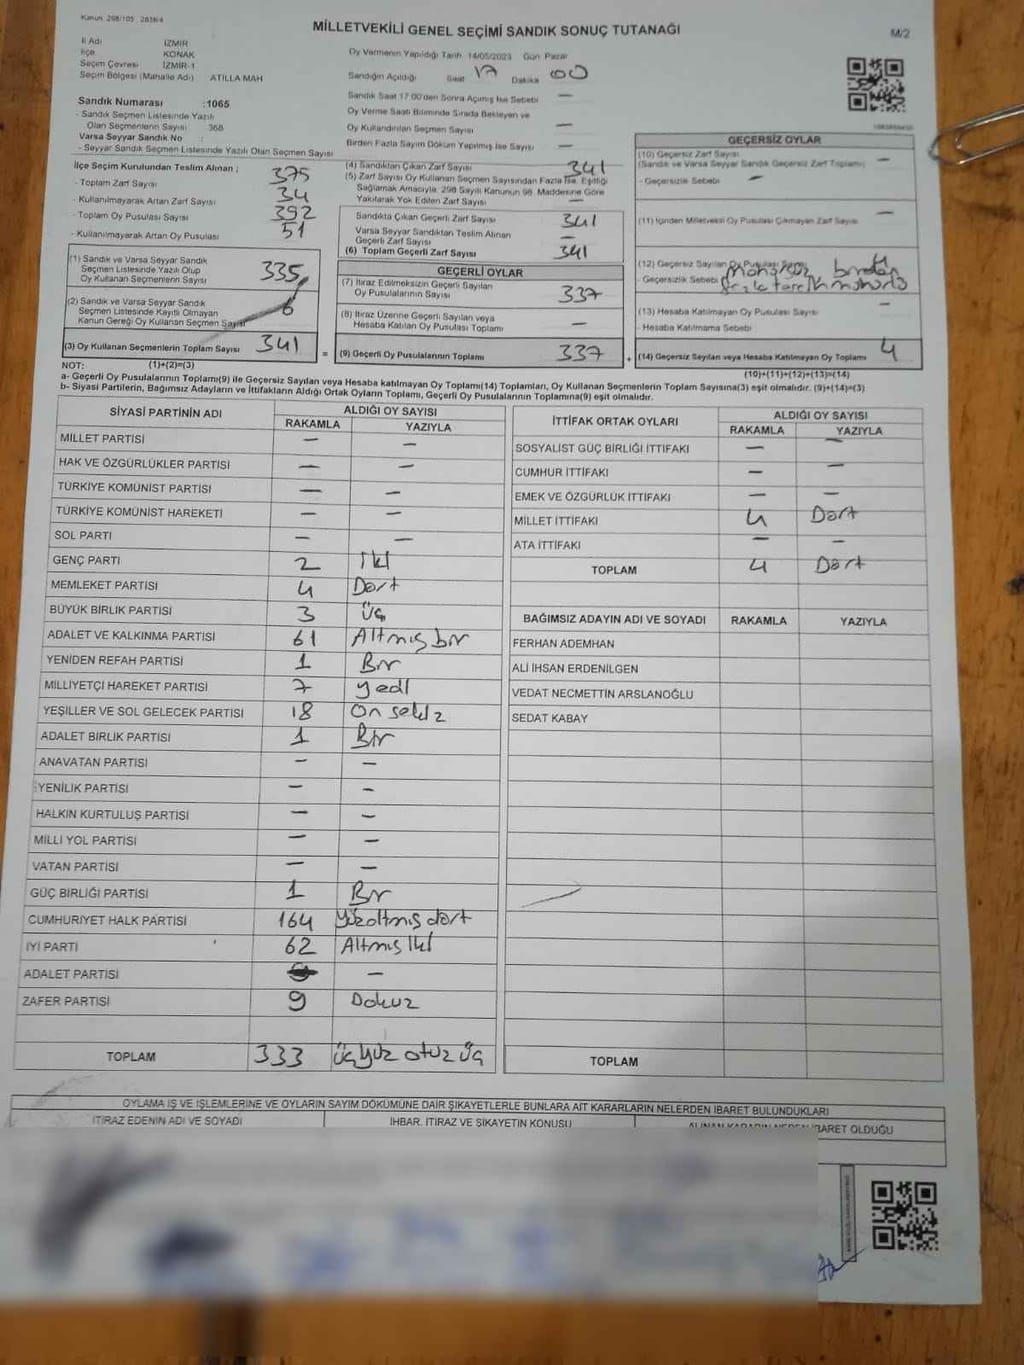 Kanun 298/105
MİLLETVEKİLİ GENEL SEÇİMİ SANDIK SONUÇ TUTANAĞI
M/2
İl Adı İZMİR
İlçe KONAK
Seçim Çevresi İZMİR-1
Seçim Bölgesi (Mahalle Adı) ATİLLA MAH
Oy Vermenin Yapıldığı Tarih 14/05/2023 Gün Pazar
Sandığın Açıldığı Saat 17 Dakika 00
Sandık Saat 17:00'den Sonra Açılmış İse Sebebi —
Oy Verme Saati Bitiminde Sırada Bekleyen ve
Oy Kullandırılan Seçmen Sayısı —
Birden Fazla Sayım Döküm Yapılmış İse Sayısı —
Sandık Numarası :1065
- Sandık Seçmen Listesinde Yazılı
Olan Seçmenlerin Sayısı : 368
Varsa Seyyar Sandık No :
- Seyyar Sandık Seçmen Listesinde Yazılı Olan Seçmen Sayısı
İlçe Seçim Kurulundan Teslim Alınan ;
- Toplam Zarf Sayısı 375
- Kullanılmayarak Artan Zarf Sayısı 34
- Toplam Oy Pusulası Sayısı 392
- Kullanılmayarak Artan Oy Pusulası 51
(1) Sandık ve Varsa Seyyar Sandık
Seçmen Listesinde Yazılı Olup
Oy Kullanan Seçmenlerin Sayısı 335
(2) Sandık ve Varsa Seyyar Sandık
Seçmen Listesinde Kayıtlı Olmayan
Kanun Gereği Oy Kullanan Seçmen Sayısı 6
(3) Oy Kullanan Seçmenlerin Toplam Sayısı 341
(4) Sandıktan Çıkan Zarf Sayısı 341
(5) Zarf Sayısı Oy Kullanan Seçmen Sayısından Fazla İse, Eşitliği
Sağlamak Amacıyla, 298 Sayılı Kanunun 98. Maddesine Göre
Yakılarak Yok Edilen Zarf Sayısı —
Sandıkta Çıkan Geçerli Zarf Sayısı 341
Varsa Seyyar Sandıktan Teslim Alınan
Geçerli Zarf Sayısı —
(6) Toplam Geçerli Zarf Sayısı 341
GEÇERLİ OYLAR
(7) İtiraz Edilmeksizin Geçerli Sayılan
Oy Pusulalarının Sayısı 337
(8) İtiraz Üzerine Geçerli Sayılan veya
Hesaba Katılan Oy Pusulası Toplamı —
= (9) Geçerli Oy Pusulalarının Toplamı 337
GEÇERSİZ OYLAR
(10) Geçersiz Zarf Sayısı
(Sandık ve Varsa Seyyar Sandık Geçersiz Zarf Toplamı) —
- Geçersizlik Sebebi —
(11) İçinden Milletvekili Oy Pusulası Çıkmayan Zarf Sayısı —
(12) Geçersiz Sayılan Oy Pusulası Sayısı 4
- Geçersizlik Sebebi Mühürsüz, birden
fazla tercih mühürlü
(13) Hesaba Katılmayan Oy Pusulası Sayısı —
- Hesaba Katılmama Sebebi
+ (14) Geçersiz Sayılan veya Hesaba Katılmayan Oy Toplamı 4
NOT: (1)+(2)=(3)
(10)+(11)+(12)+(13)=(14)
a- Geçerli Oy Pusulalarının Toplamı(9) ile Geçersiz Sayılan veya Hesaba katılmayan Oy Toplamı(14) Toplamları, Oy Kullanan Seçmenlerin Toplam Sayısına(3) eşit olmalıdır. (9)+(14)=(3)
b- Siyasi Partilerin, Bağımsız Adayların ve İttifakların Aldığı Ortak Oyların Toplamı, Geçerli Oy Pusulalarının Toplamına(9) eşit olmalıdır.
SİYASİ PARTİNİN ADI ALDIĞI OY SAYISI
RAKAMLA YAZIYLA
MİLLET PARTİSİ — —
HAK VE ÖZGÜRLÜKLER PARTİSİ — —
TÜRKİYE KOMÜNİST PARTİSİ — —
TÜRKİYE KOMÜNİST HAREKETİ — —
SOL PARTİ — —
GENÇ PARTİ 2 İki
MEMLEKET PARTİSİ 4 Dört
BÜYÜK BİRLİK PARTİSİ 3 Üç
ADALET VE KALKINMA PARTİSİ 61 Altmış bir
YENİDEN REFAH PARTİSİ 1 Bir
MİLLİYETÇİ HAREKET PARTİSİ 7 yedi
YEŞİLLER VE SOL GELECEK PARTİSİ 18 On sekiz
ADALET BİRLİK PARTİSİ 1 Bir
ANAVATAN PARTİSİ — —
YENİLİK PARTİSİ — —
HALKIN KURTULUŞ PARTİSİ — —
MİLLİ YOL PARTİSİ — —
VATAN PARTİSİ — —
GÜÇ BİRLİĞİ PARTİSİ 1 Bir
CUMHURİYET HALK PARTİSİ 164 Yüzaltmış dört
İYİ PARTİ 62 Altmış İki
ADALET PARTİSİ —
ZAFER PARTİSİ 9 Dokuz
TOPLAM 333 üçyüz otuz üç
İTTİFAK ORTAK OYLARI ALDIĞI OY SAYISI
RAKAMLA YAZIYLA
SOSYALİST GÜÇ BİRLİĞİ İTTİFAKI — —
CUMHUR İTTİFAKI — —
EMEK VE ÖZGÜRLÜK İTTİFAKI — —
MİLLET İTTİFAKI 4 Dört
ATA İTTİFAKI — —
TOPLAM 4 Dört
BAĞIMSIZ ADAYIN ADI VE SOYADI RAKAMLA YAZIYLA
FERHAN ADEMHAN
ALİ İHSAN ERDENİLGEN
VEDAT NECMETTİN ARSLANOĞLU
SEDAT KABAY
TOPLAM
OYLAMA İŞ VE İŞLEMLERİNE VE OYLARIN SAYIM DÖKÜMÜNE DAİR ŞİKAYETLERLE BUNLARA AİT KARARLARIN NELERDEN İBARET BULUNDUKLARI
İTİRAZ EDENİN ADI VE SOYADI İHBAR, İTİRAZ VE ŞİKAYETİN KONUSU ALINAN KARARIN NEDEN İBARET OLDUĞU